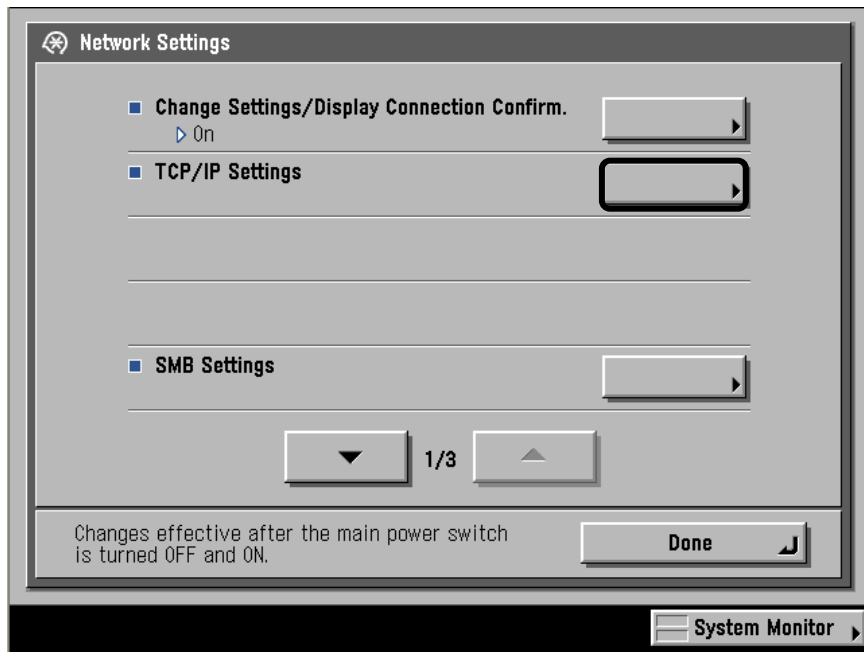 Network Settings
Change Settings/Display Connection Confirm.
On
TCP/IP Settings
SMB Settings
1/3
Changes effective after the main power switch
is turned OFF and ON.
Done
System Monitor